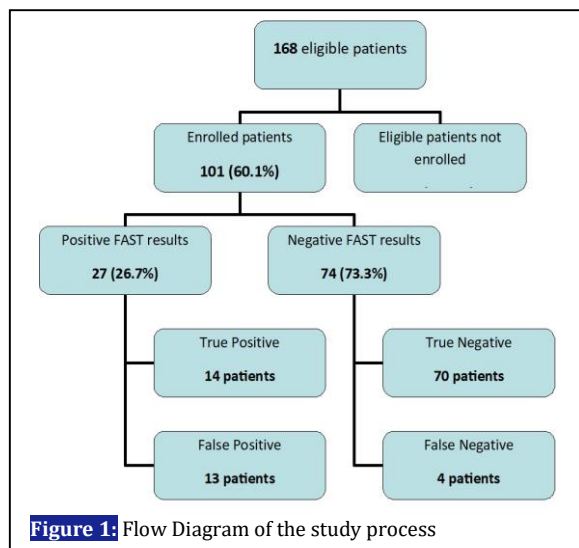 168 eligible patients
Enrolled patients
101 (60.1%)
Eligible patients not
enrolled
Positive FAST results
27 (26.7%)
Negative FAST results
74 (73.3%)
True Positive
14 patients
True Negative
70 patients
False Positive
13 patients
False Negative
4 patients
Figure 1: Flow Diagram of the study process